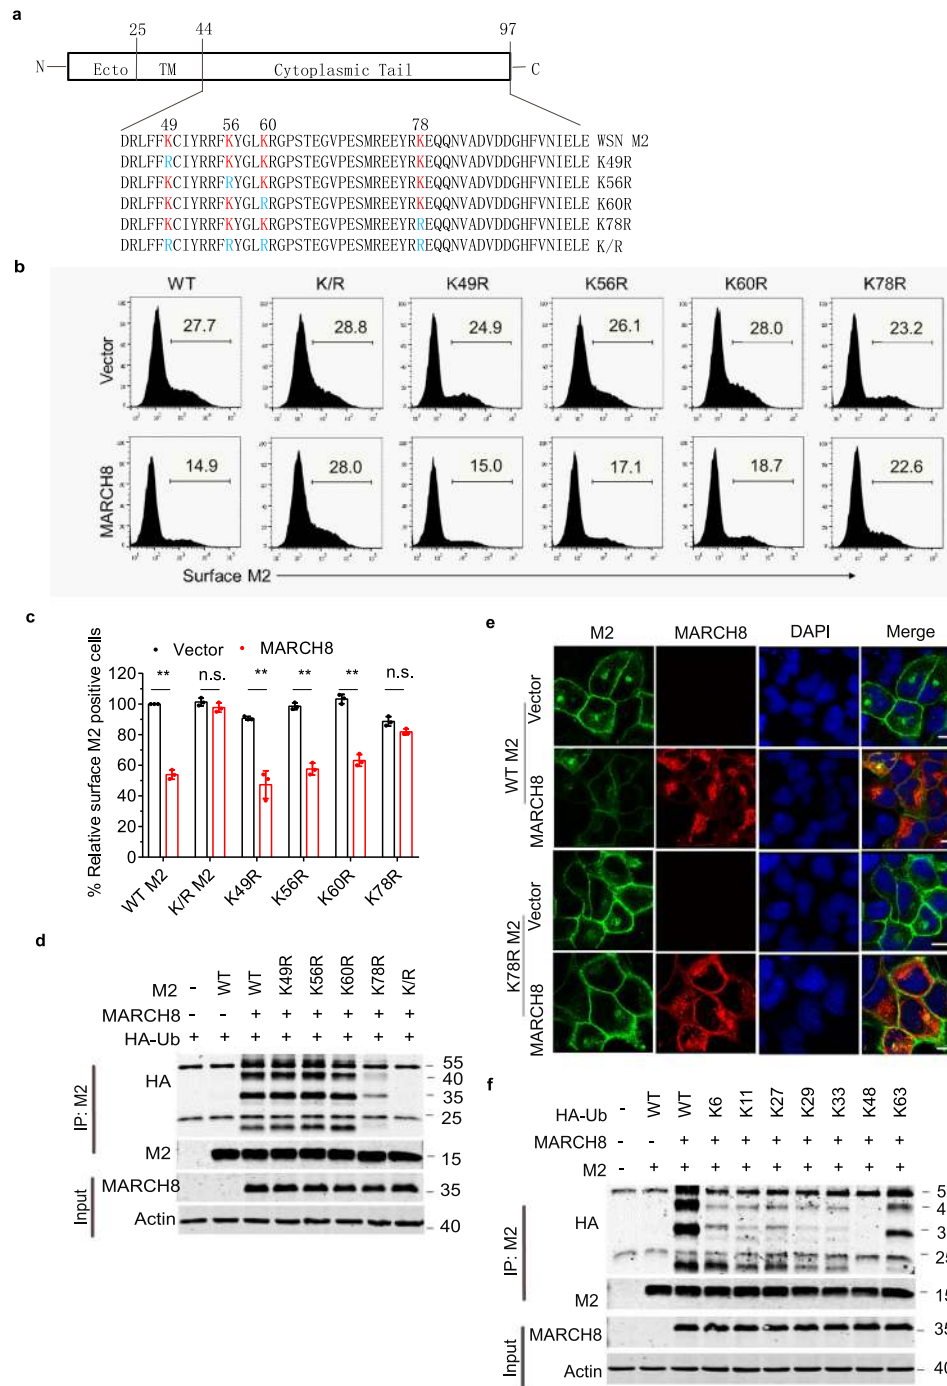 a
25 44 97
N Ecto TM Cytoplasmic Tail C
49 56 60 78
DRLFFKCIYRRFKYGLKRGPSTEGVPESMREEYRKEQQNVADVDDGHFVNIELE WSN M2
DRLFFRCIYRRFKYGLKRGPSTEGVPESMREEYRKEQQNVADVDDGHFVNIELE K49R
DRLFFKCIYRRFRYGLKRGPSTEGVPESMREEYRKEQQNVADVDDGHFVNIELE K56R
DRLFFKCIYRRFKYGLRRGPSTEGVPESMREEYRKEQQNVADVDDGHFVNIELE K60R
DRLFFKCIYRRFKYGLKRGPSTEGVPESMREEYRREQQNVADVDDGHFVNIELE K78R
DRLFFRCIYRRFRYGLRRGPSTEGVPESMREEYRREQQNVADVDDGHFVNIELE K/R
b
WT K/R K49R K56R K60R K78R
Vector 27.7 28.8 24.9 26.1 28.0 23.2
MARCH8 14.9 28.0 15.0 17.1 18.7 22.6
Surface M2
c
Vector MARCH8
% Relative surface M2 positive cells
120
100
80
60
40
20
0
** n.s. ** ** ** n.s.
WT M2 K/R M2 K49R K56R K60R K78R
d
M2 - WT WT K49R K56R K60R K78R K/R
MARCH8 - - + + + + + +
HA-Ub + + + + + + + +
IP: M2
HA
55
40
35
25
M2 15
Input
MARCH8 35
Actin 40
e
M2 MARCH8 DAPI Merge
WT M2
Vector
MARCH8
K78R M2
Vector
MARCH8
f
HA-Ub - WT WT K6 K11 K27 K29 K33 K48 K63
MARCH8 - - + + + + + + + +
M2 - + + + + + + + + +
IP: M2
HA
5
4
3
25
M2 15
Input
MARCH8 35
Actin 40